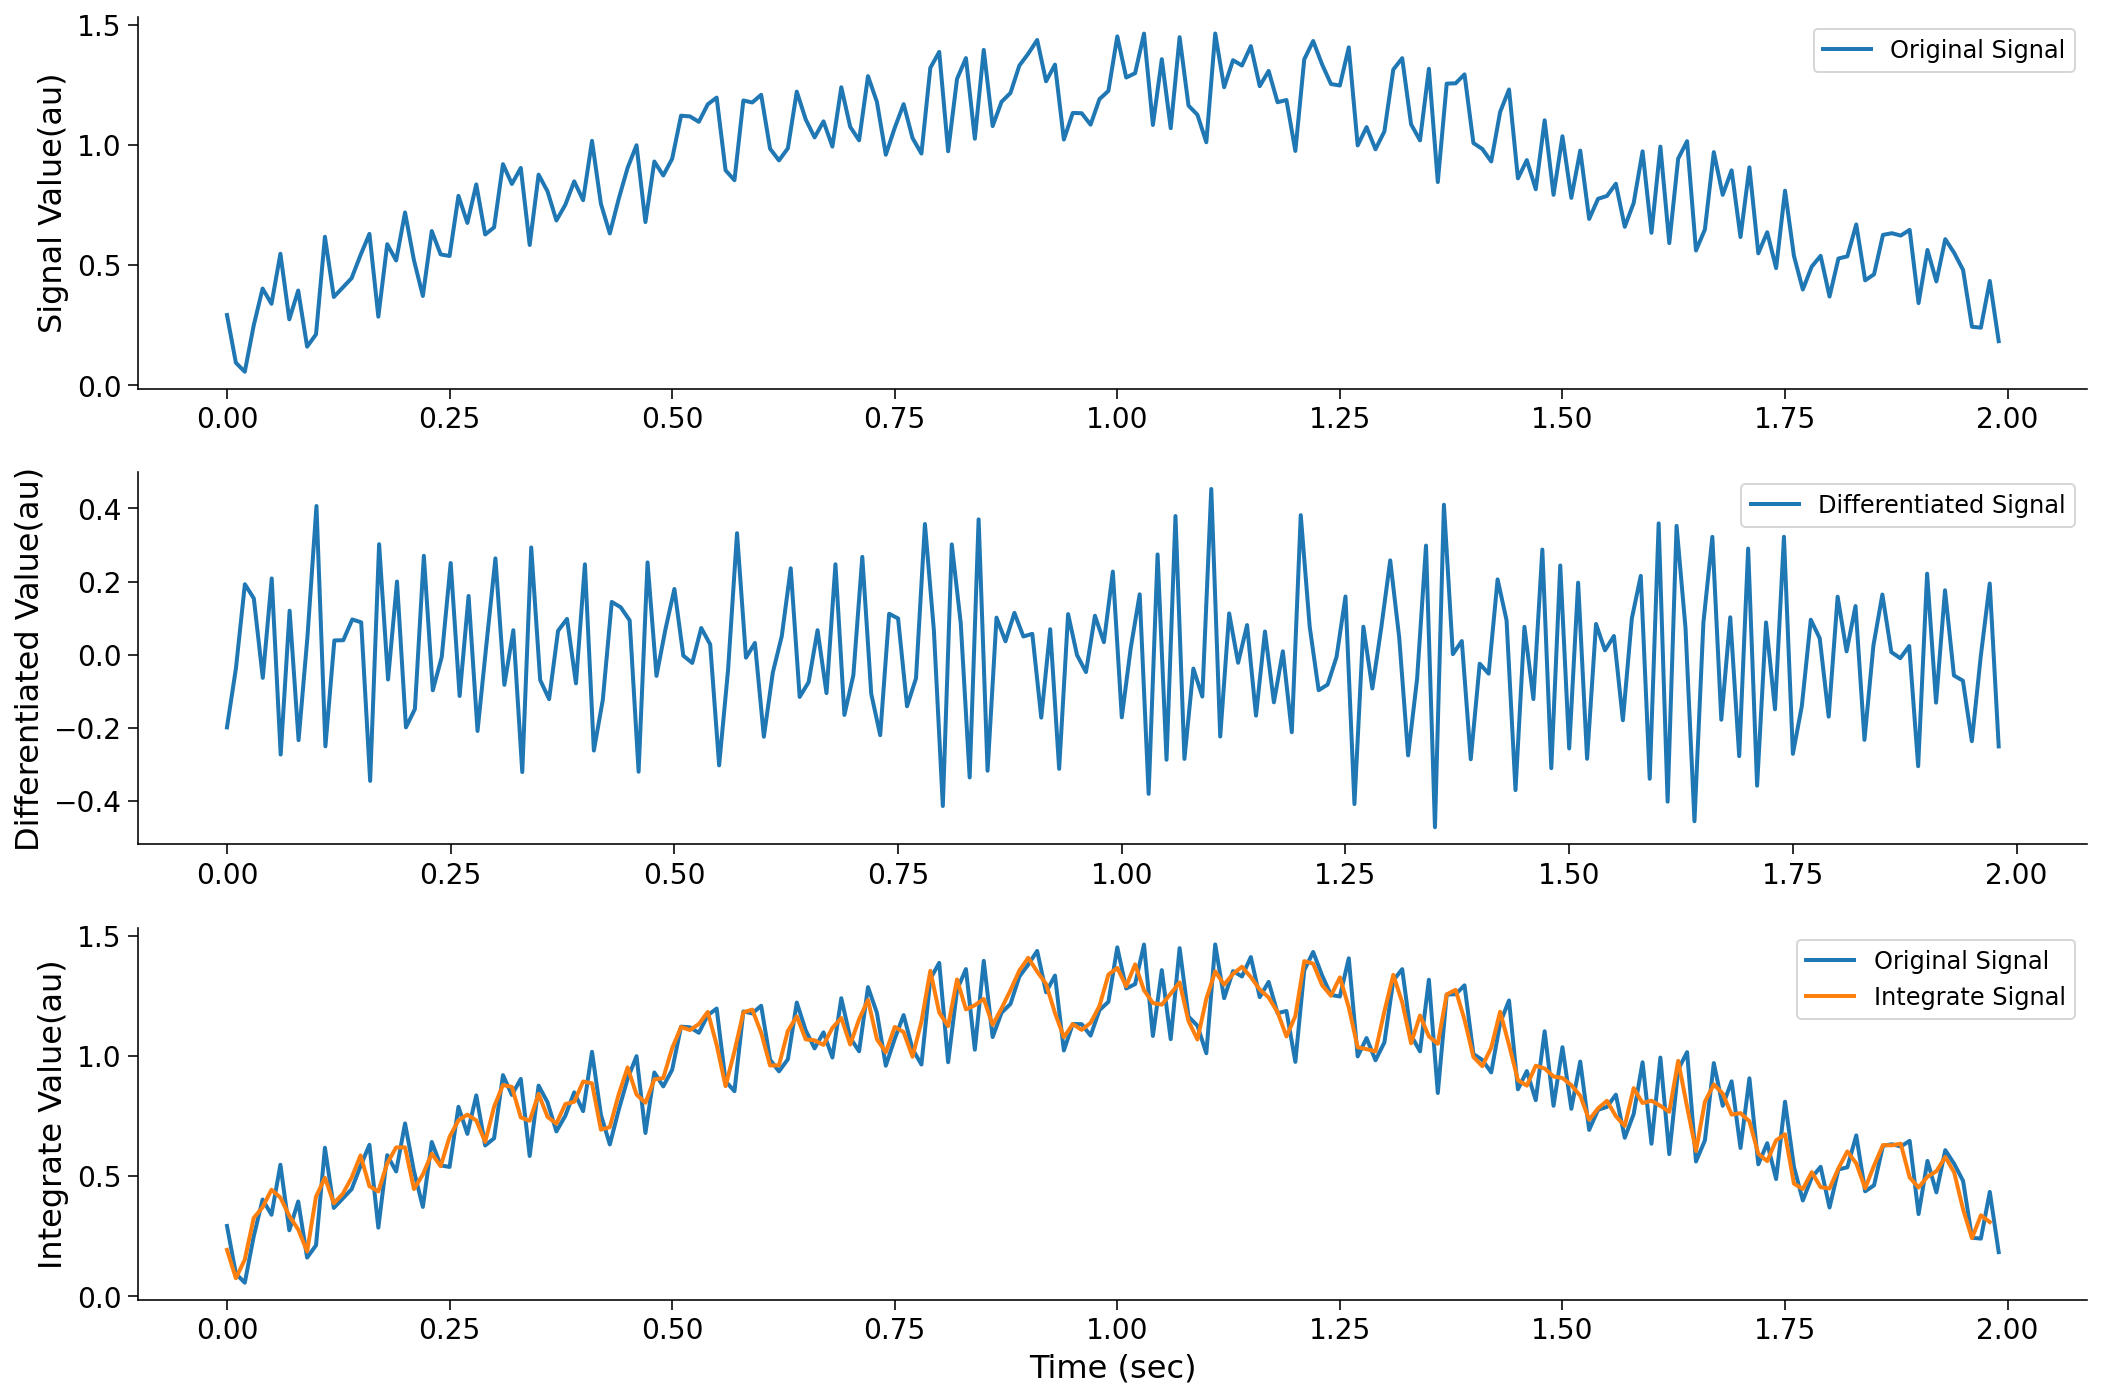 Signal Value(au)
1.5
1.0
0.5
0.0
Original Signal
0.00 0.25 0.50 0.75 1.00 1.25 1.50 1.75 2.00
Differentiated Value(au)
0.4
0.2
0.0
−0.2
−0.4
Differentiated Signal
0.00 0.25 0.50 0.75 1.00 1.25 1.50 1.75 2.00
Integrate Value(au)
1.5
1.0
0.5
0.0
Original Signal
Integrate Signal
0.00 0.25 0.50 0.75 1.00 1.25 1.50 1.75 2.00
Time (sec)